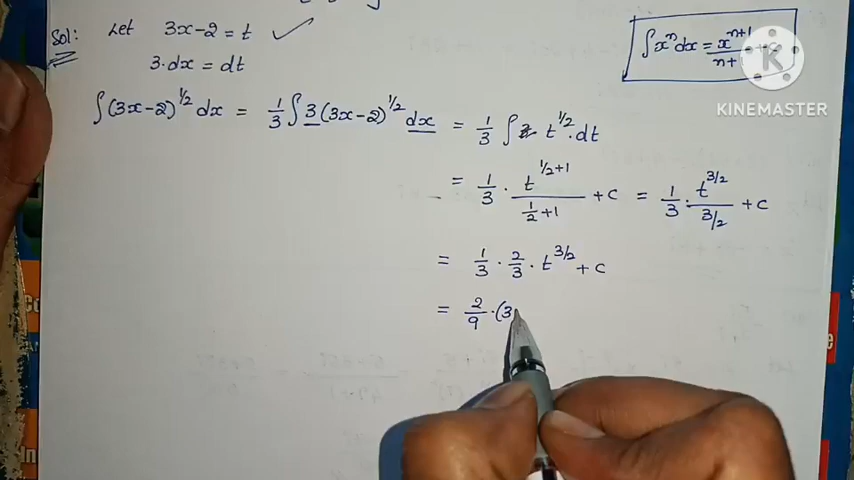 Sol: Let 3x-2 = t ✓
3·dx = dt
∫xⁿdx = x^(n+1)/(n+1)
KINEMASTER
∫(3x-2)^(1/2) dx = 1/3 ∫ 3(3x-2)^(1/2) dx = 1/3 ∫ t^(1/2)·dt
= 1/3 · t^(1/2+1)/(1/2+1) + c = 1/3 · t^(3/2)/(3/2) + c
= 1/3 · 2/3 · t^(3/2) + c
= 2/9 · (3